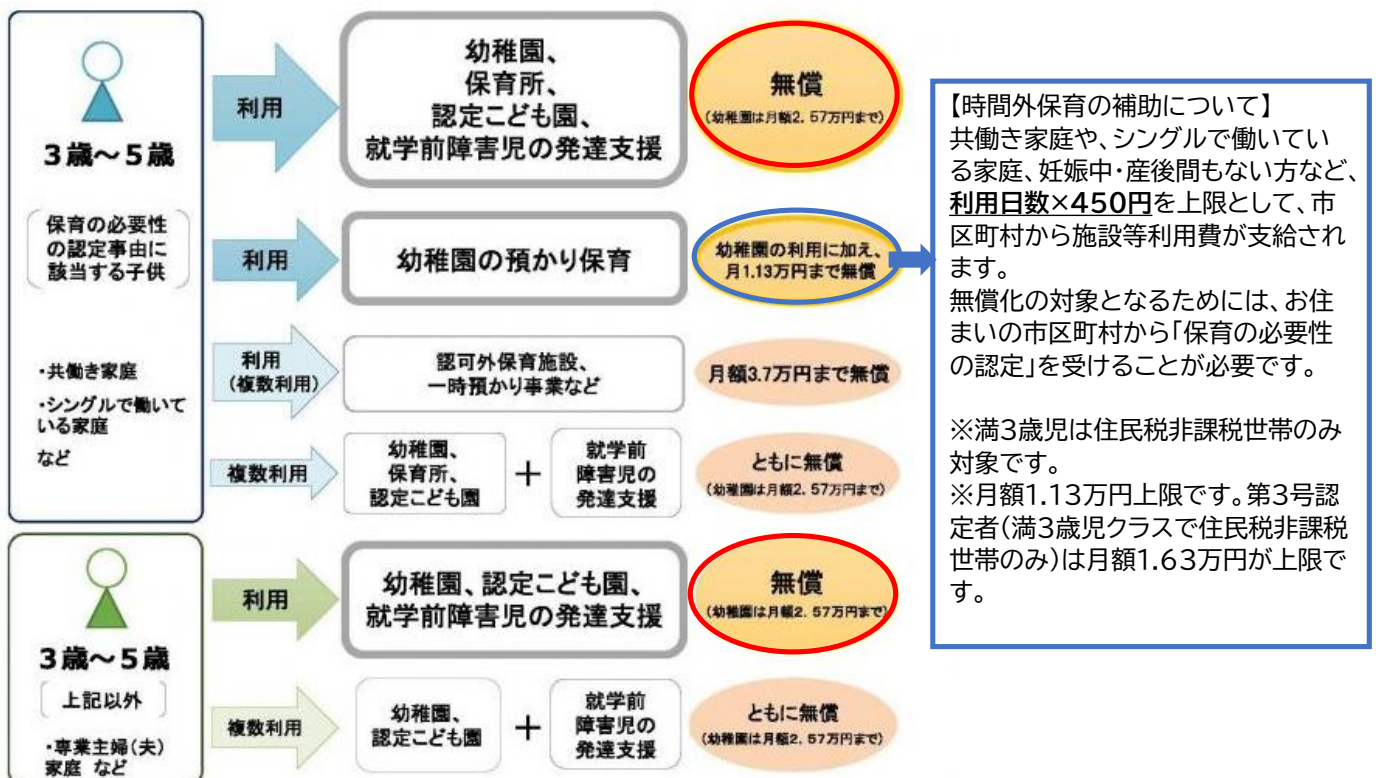 3歳～5歳
保育の必要性
の認定事由に
該当する子供
・共働き家庭
・シングルで働いて
いる家庭
など
利用
幼稚園、
保育所、
認定こども園、
就学前障害児の発達支援
無償
(幼稚園は月額2．57万円まで)
利用
幼稚園の預かり保育
幼稚園の利用に加え、
月1.13万円まで無償
利用
(複数利用)
認可外保育施設、
一時預かり事業など
月額3.7万円まで無償
複数利用
幼稚園、
保育所、
認定こども園
＋
就学前
障害児の
発達支援
ともに無償
(幼稚園は月額2．57万円まで)
【時間外保育の補助について】
共働き家庭や、シングルで働いてい
る家庭、妊娠中・産後間もない方など、
利用日数×450円を上限として、市
区町村から施設等利用費が支給され
ます。
無償化の対象となるためには、お住
まいの市区町村から「保育の必要性
の認定」を受けることが必要です。
※満3歳児は住民税非課税世帯のみ
対象です。
※月額1.13万円上限です。第3号認
定者(満3歳児クラスで住民税非課税
世帯のみ)は月額1.63万円が上限で
す。
3歳～5歳
上記以外
・専業主婦(夫)
家庭 など
利用
幼稚園、認定こども園、
就学前障害児の発達支援
無償
(幼稚園は月額2．57万円まで)
複数利用
幼稚園、
認定こども園
＋
就学前
障害児の
発達支援
ともに無償
(幼稚園は月額2．57万円まで)